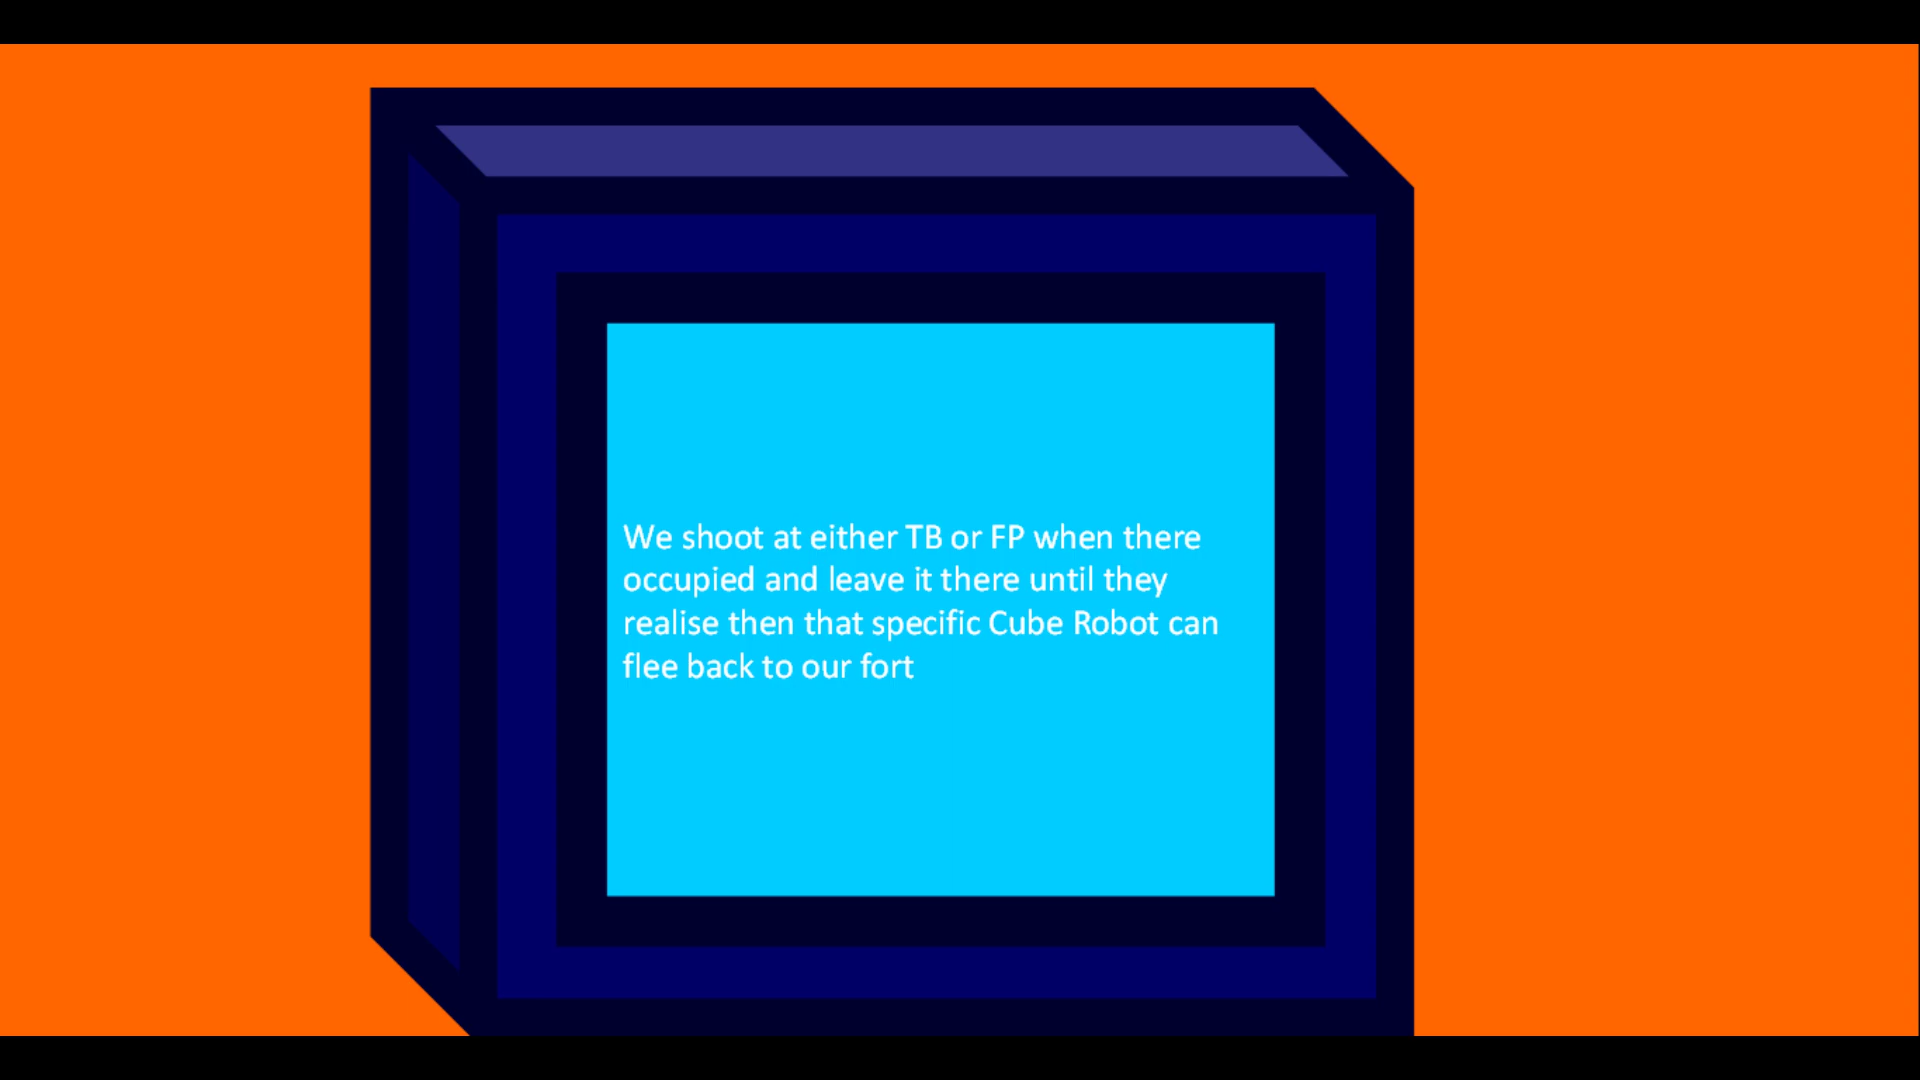 We shoot at either TB or FP when there
occupied and leave it there until they
realise then that specific Cube Robot can
flee back to our fort